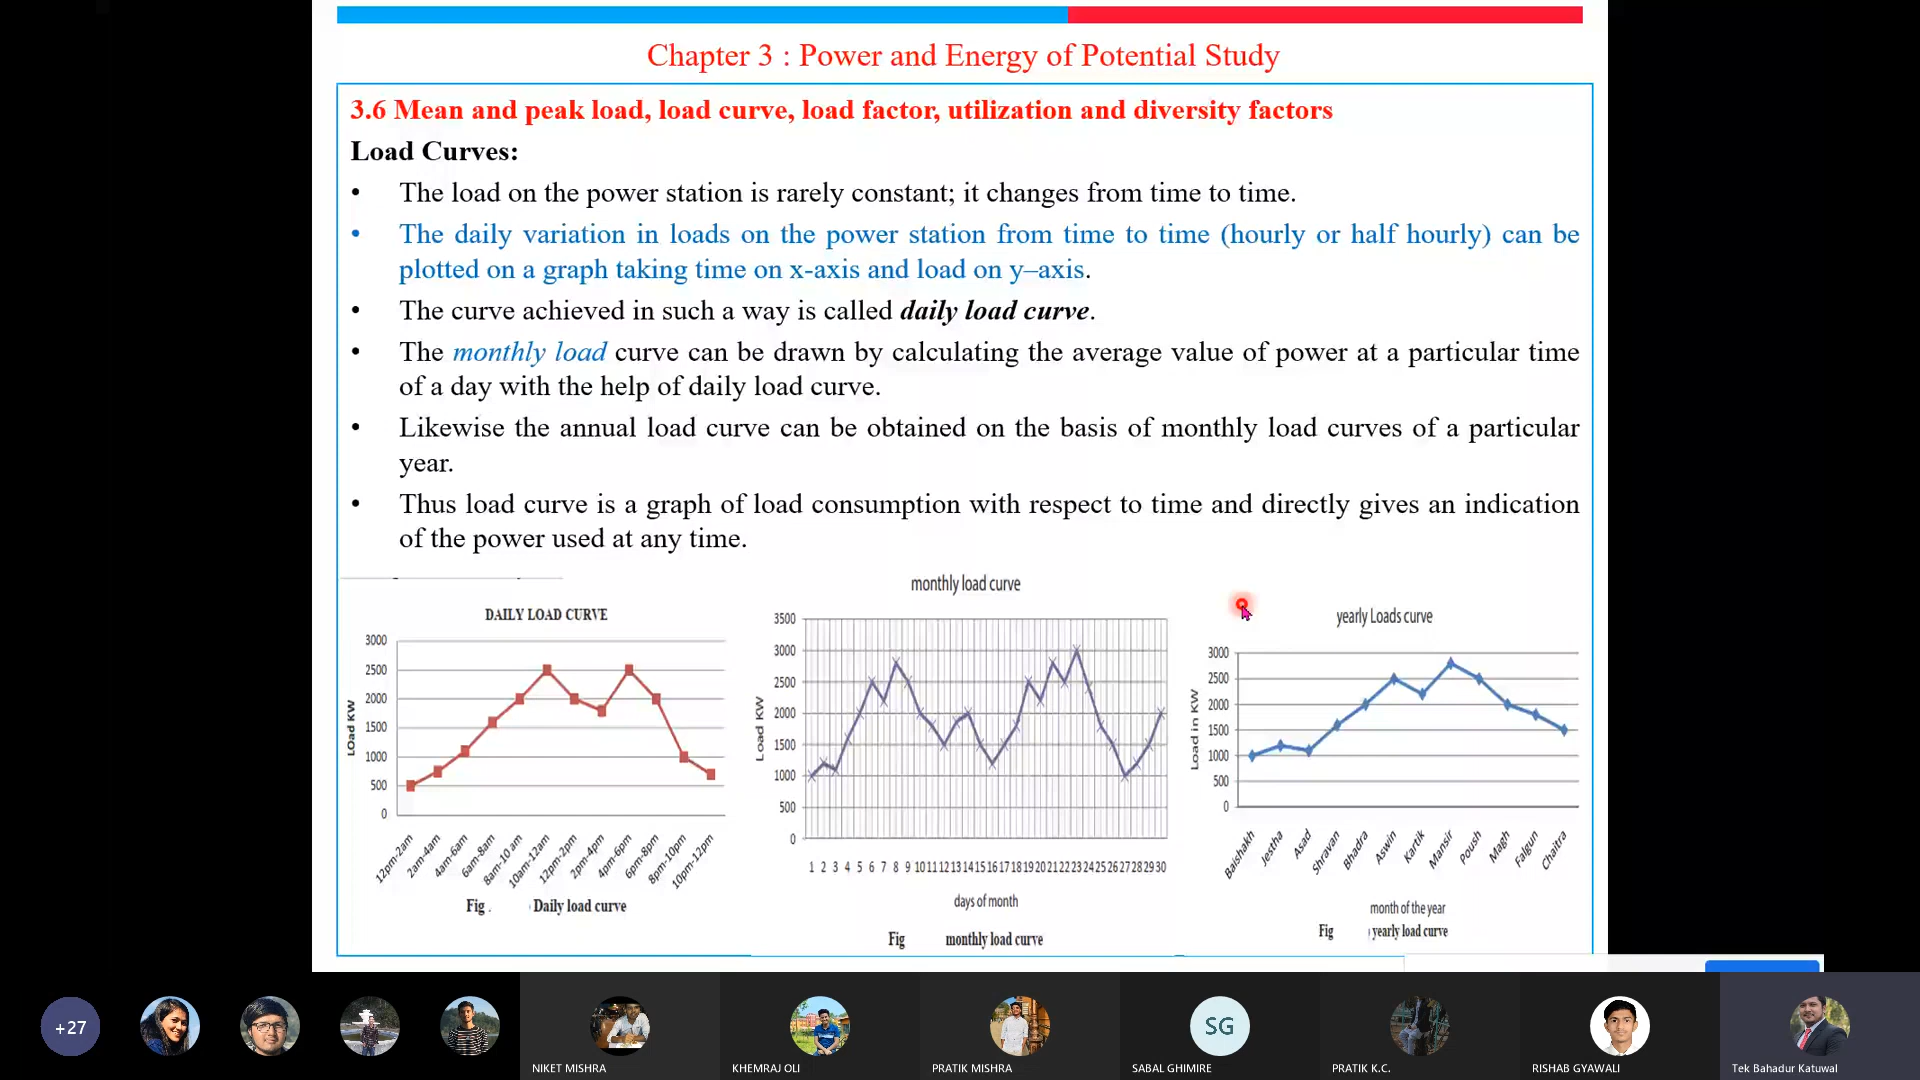 Chapter 3 : Power and Energy of Potential Study
3.6 Mean and peak load, load curve, load factor, utilization and diversity factors
Load Curves:
• The load on the power station is rarely constant; it changes from time to time.
• The daily variation in loads on the power station from time to time (hourly or half hourly) can be
plotted on a graph taking time on x-axis and load on y–axis.
• The curve achieved in such a way is called daily load curve.
• The monthly load curve can be drawn by calculating the average value of power at a particular time
of a day with the help of daily load curve.
• Likewise the annual load curve can be obtained on the basis of monthly load curves of a particular
year.
• Thus load curve is a graph of load consumption with respect to time and directly gives an indication
of the power used at any time.
DAILY LOAD CURVE
3000
2500
2000
1500
1000
500
0
LOad KW
12pm-2am
2am-4am
4am-6am
6am-8am
8am-10 am
10am-12am
12pm-2pm
2pm-4pm
4pm-6pm
6pm-8pm
8pm-10pm
10pm-12pm
Fig . Daily load curve
monthly load curve
3500
3000
2500
2000
1500
1000
500
0
Load KW
1 2 3 4 5 6 7 8 9 10 11 12 13 14 15 16 17 18 19 20 21 22 23 24 25 26 27 28 29 30
days of month
Fig monthly load curve
yearly Loads curve
3000
2500
2000
1500
1000
500
0
Load in KW
Baishakh
Jestha
Asad
Shravan
Bhadra
Aswin
Kartik
Mansir
Poush
Magh
Falgun
Chaitra
month of the year
Fig yearly load curve
+27
NIKET MISHRA
KHEMRAJ OLI
PRATIK MISHRA
SG
SABAL GHIMIRE
PRATIK K.C.
RISHAB GYAWALI
Tek Bahadur Katuwal